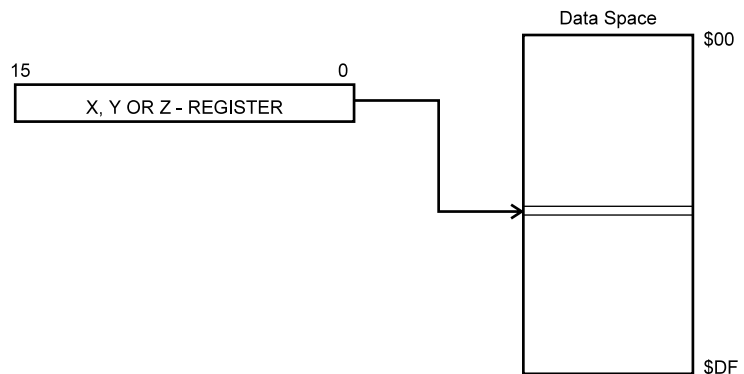 Data Space
$00
15 0
X, Y OR Z - REGISTER
$DF